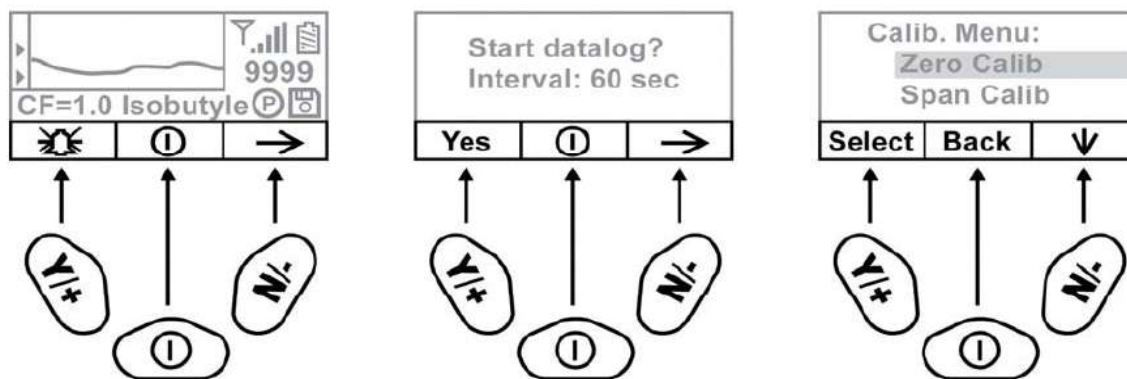 9999
CF=1.0 Isobutyle P
Y/+
N/-
Start datalog?
Interval: 60 sec
Yes
Y/+
N/-
Calib. Menu:
Zero Calib
Span Calib
Select Back
Y/+
N/-